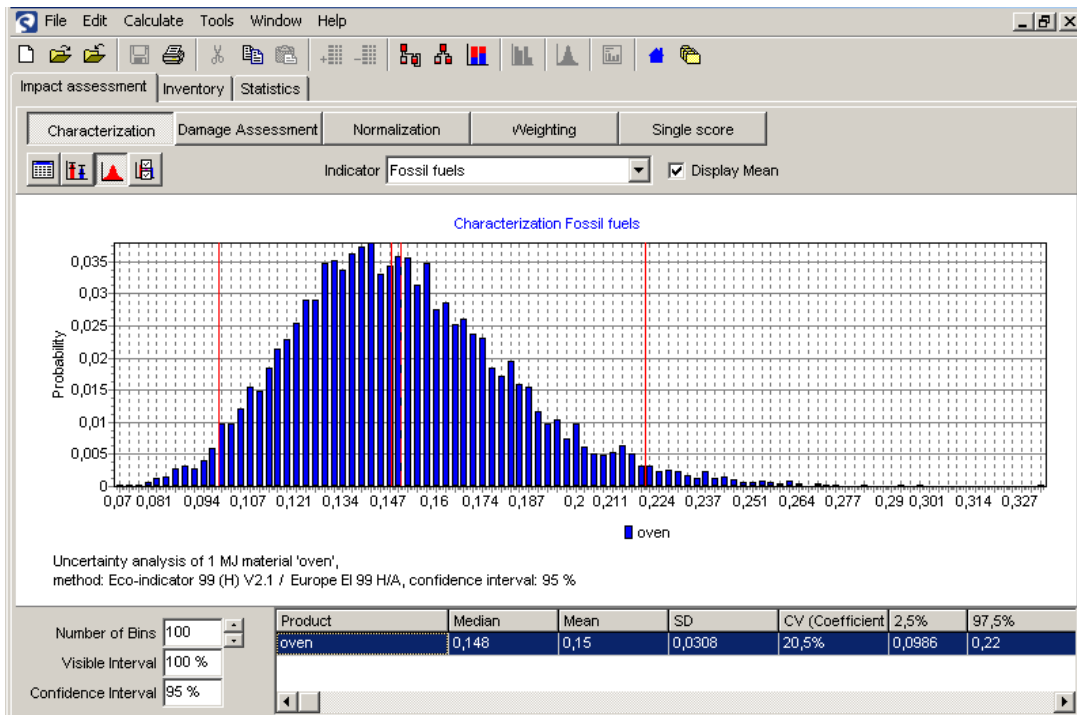 File Edit Calculate Tools Window Help
Impact assessment Inventory Statistics
Characterization Damage Assessment Normalization Weighting Single score
Indicator Fossil fuels Display Mean
Characterization Fossil fuels
Probability
0,035
0,03
0,025
0,02
0,015
0,01
0,005
0
0,07 0,081 0,094 0,107 0,121 0,134 0,147 0,16 0,174 0,187 0,2 0,211 0,224 0,237 0,251 0,264 0,277 0,29 0,301 0,314 0,327
oven
Uncertainty analysis of 1 MJ material 'oven',
method: Eco-indicator 99 (H) V2.1 / Europe EI 99 H/A, confidence interval: 95 %
Number of Bins 100
Visible Interval 100 %
Confidence Interval 95 %
Product Median Mean SD CV (Coefficient 2,5% 97,5%
oven 0,148 0,15 0,0308 20,5% 0,0986 0,22